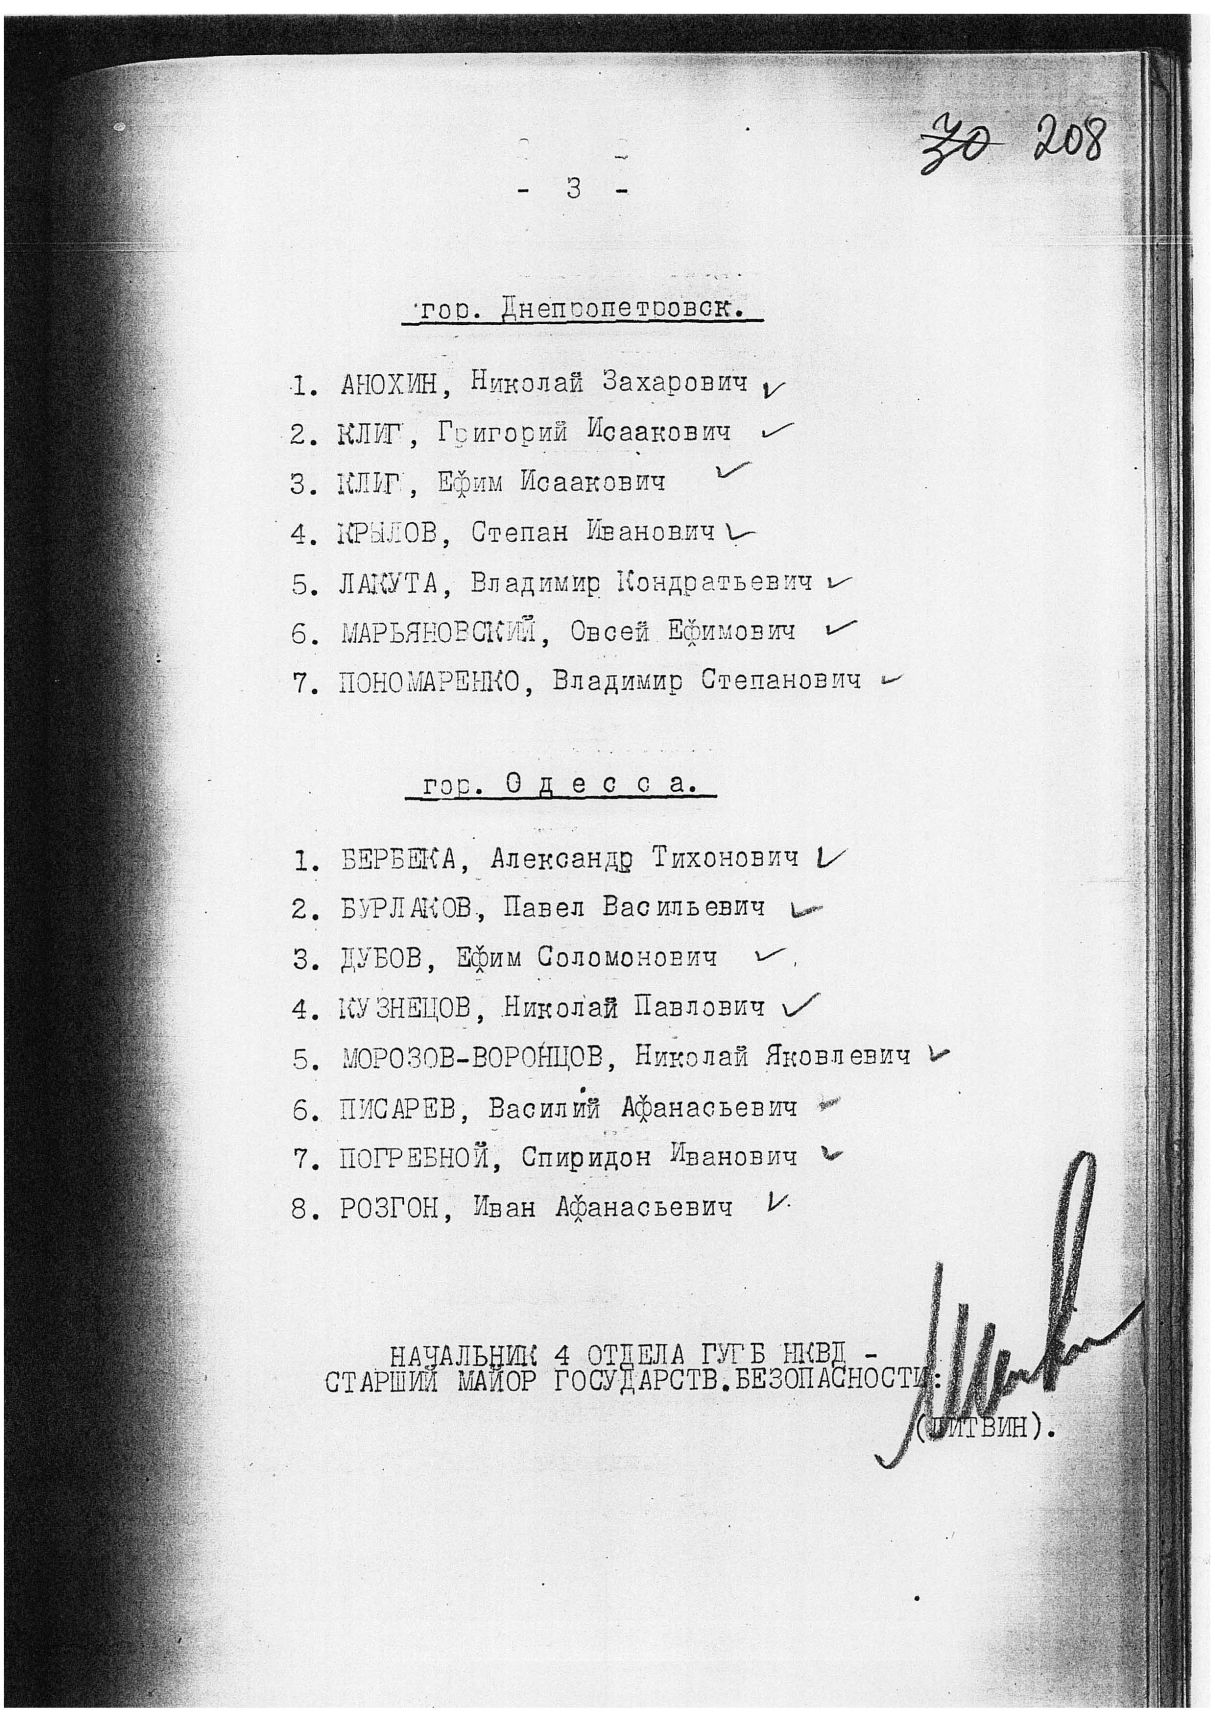 30 208
- 3 -
гор. Днепропетровск.
1. АНОХИН, Николай Захарович
2. КЛИГ, Григорий Исаакович
3. КЛИГ, Ефим Исаакович
4. КРЫЛОВ, Степан Иванович
5. ЛАКУТА, Владимир Кондратьевич
6. МАРЬЯНОВСКИЙ, Овсей Ефимович
7. ПОНОМАРЕНКО, Владимир Степанович
гор. Одесса.
1. БЕРБЕКА, Александр Тихонович
2. БУРЛАКОВ, Павел Васильевич
3. ДУБОВ, Ефим Соломонович
4. КУЗНЕЦОВ, Николай Павлович
5. МОРОЗОВ-ВОРОНЦОВ, Николай Яковлевич
6. ПИСАРЕВ, Василий Афанасьевич
7. ПОГРЕБНОЙ, Спиридон Иванович
8. РОЗГОН, Иван Афанасьевич
НАЧАЛЬНИК 4 ОТДЕЛА ГУГБ НКВД -
СТАРШИЙ МАЙОР ГОСУДАРСТВ.БЕЗОПАСНОСТИ:
(ЛИТВИН).